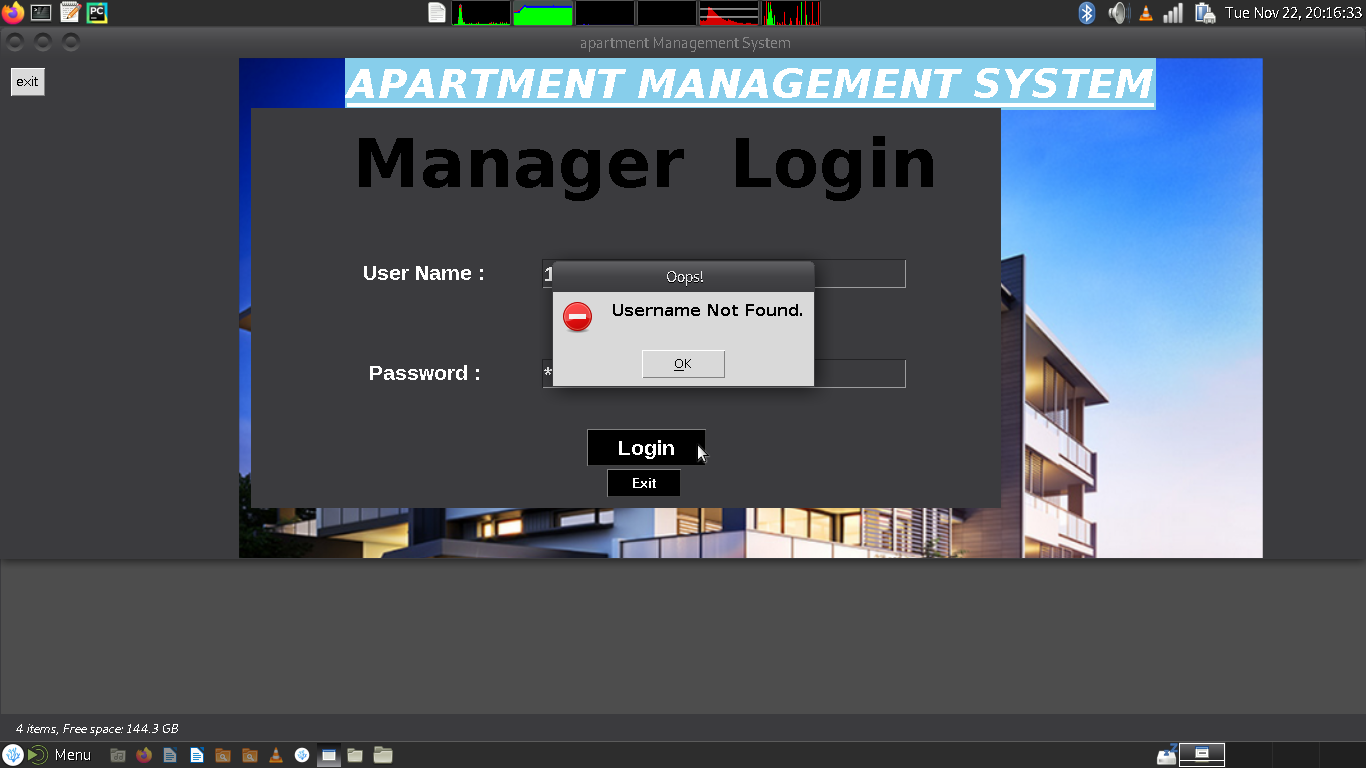 PC
Tue Nov 22, 20:16:33
apartment Management System
exit
APARTMENT MANAGEMENT SYSTEM
Manager Login
Oops!
User Name :
1
Username Not Found.
OK
Password :
*
Login
Exit
4 items, Free space: 144.3 GB
Menu